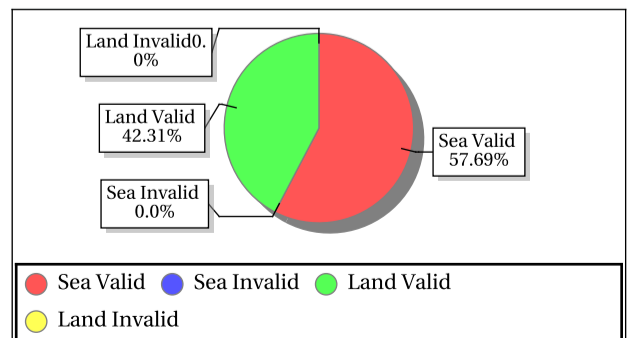 Land Invalid0.
0%
Land Valid
42.31%
Sea Valid
57.69%
Sea Invalid
0.0%
Sea Valid
Sea Invalid
Land Valid
Land Invalid